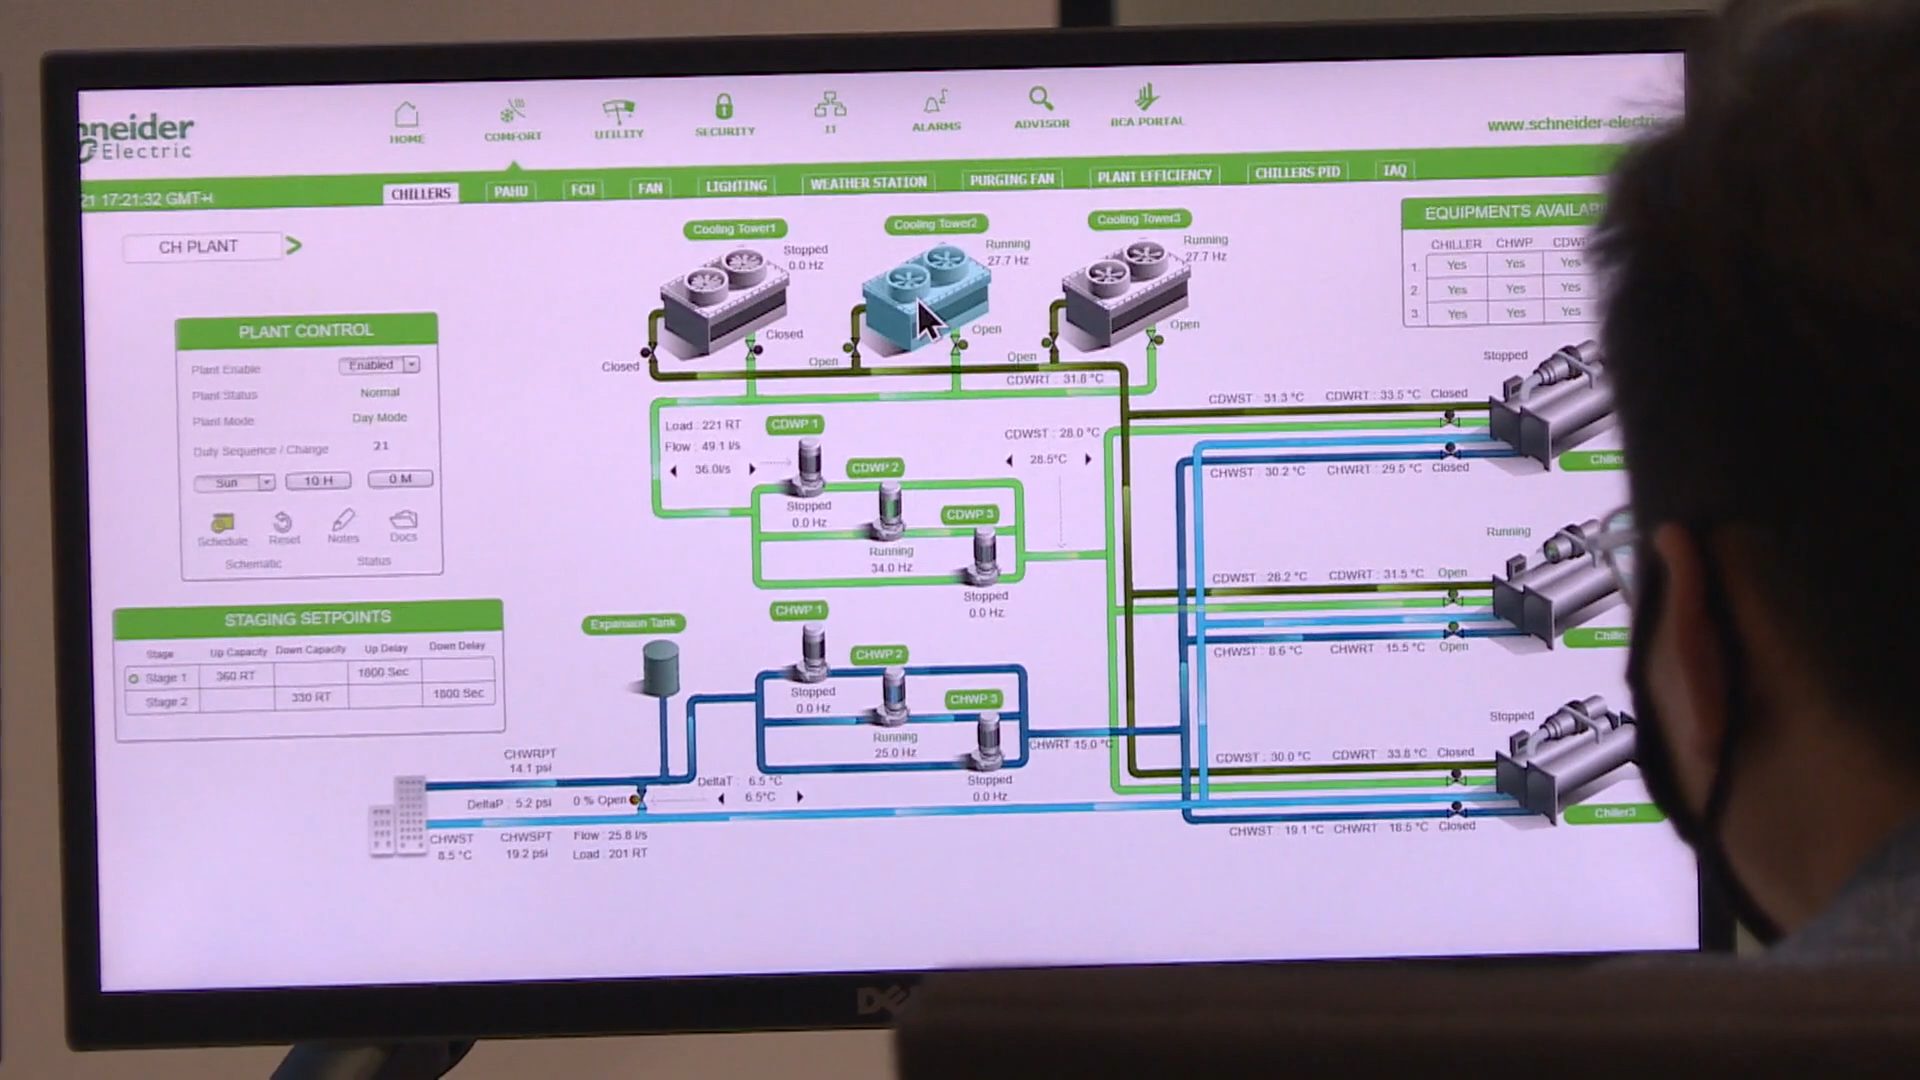 Electric
HOME
COMFORT
UTILITY
SECURITY
IT
ALARMS
ADVISOR
BCA PORTAL
21 17:21:32 GMT+
CHILLERS
PAHU
FCU
FAN
LIGHTING
WEATHER STATION
PURGING FAN
PLANT EFFICIENCY
CHILLERS PID
IAQ
CH PLANT >
Cooling Tower1
Stopped
0.0 Hz
Closed
Closed
Cooling Tower2
Running
27.7 Hz
Open
Open
Cooling Tower3
Running
27.7 Hz
Open
Open
CHILLER CHWP
1. Yes Yes Yes
2. Yes Yes Yes
3. Yes Yes Yes
PLANT CONTROL
Plant Enable Enabled
Plant Status Normal
Plant Mode Day Mode
Duty Sequence / Change 21
Sun 10 H 0 M
Schedule Reset Notes Docs
Schematic Status
STAGING SETPOINTS
Stage Up Capacity Down Capacity Up Delay Down Delay
Stage 1 360 RT 1800 Sec
Stage 2 330 RT 1800 Sec
CDWRT : 31.8 °C
Load : 221 RT
Flow : 49.1 l/s
36.0l/s
CDWP 1
Stopped
0.0 Hz
CDWP 2
Running
34.0 Hz
CDWP 3
Stopped
0.0 Hz
CDWST : 28.0 °C
28.5°C
Expansion Tank
CHWP 1
Stopped
0.0 Hz
CHWP 2
Running
25.0 Hz
CHWP 3
Stopped
0.0 Hz
CHWRT 15.0 °C
CHWRPT
14.1 psi
DeltaP : 5.2 psi
0 % Open
DeltaT : 6.5 °C
6.5°C
CHWST
8.5 °C
CHWSPT
19.2 psi
Flow : 25.8 l/s
Load : 201 RT
Stopped
CDWST : 31.3 °C CDWRT : 33.5 °C Closed
CHWST : 30.2 °C CHWRT : 29.5 °C Closed
Running
CDWST : 28.2 °C CDWRT : 31.5 °C Open
CHWST : 8.6 °C CHWRT : 15.5 °C Open
Stopped
CDWST : 30.0 °C CDWRT : 33.8 °C Closed
CHWST : 19.1 °C CHWRT : 18.5 °C Closed
Chiller3